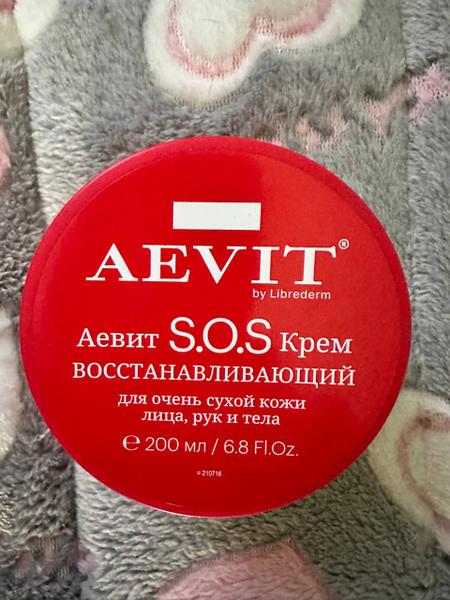 AEVIT®
by Librederm
Аевит S.O.S Крем
ВОССТАНАВЛИВАЮЩИЙ
для очень сухой кожи
лица, рук и тела
℮ 200 мл / 6.8 Fl.Oz.
210716